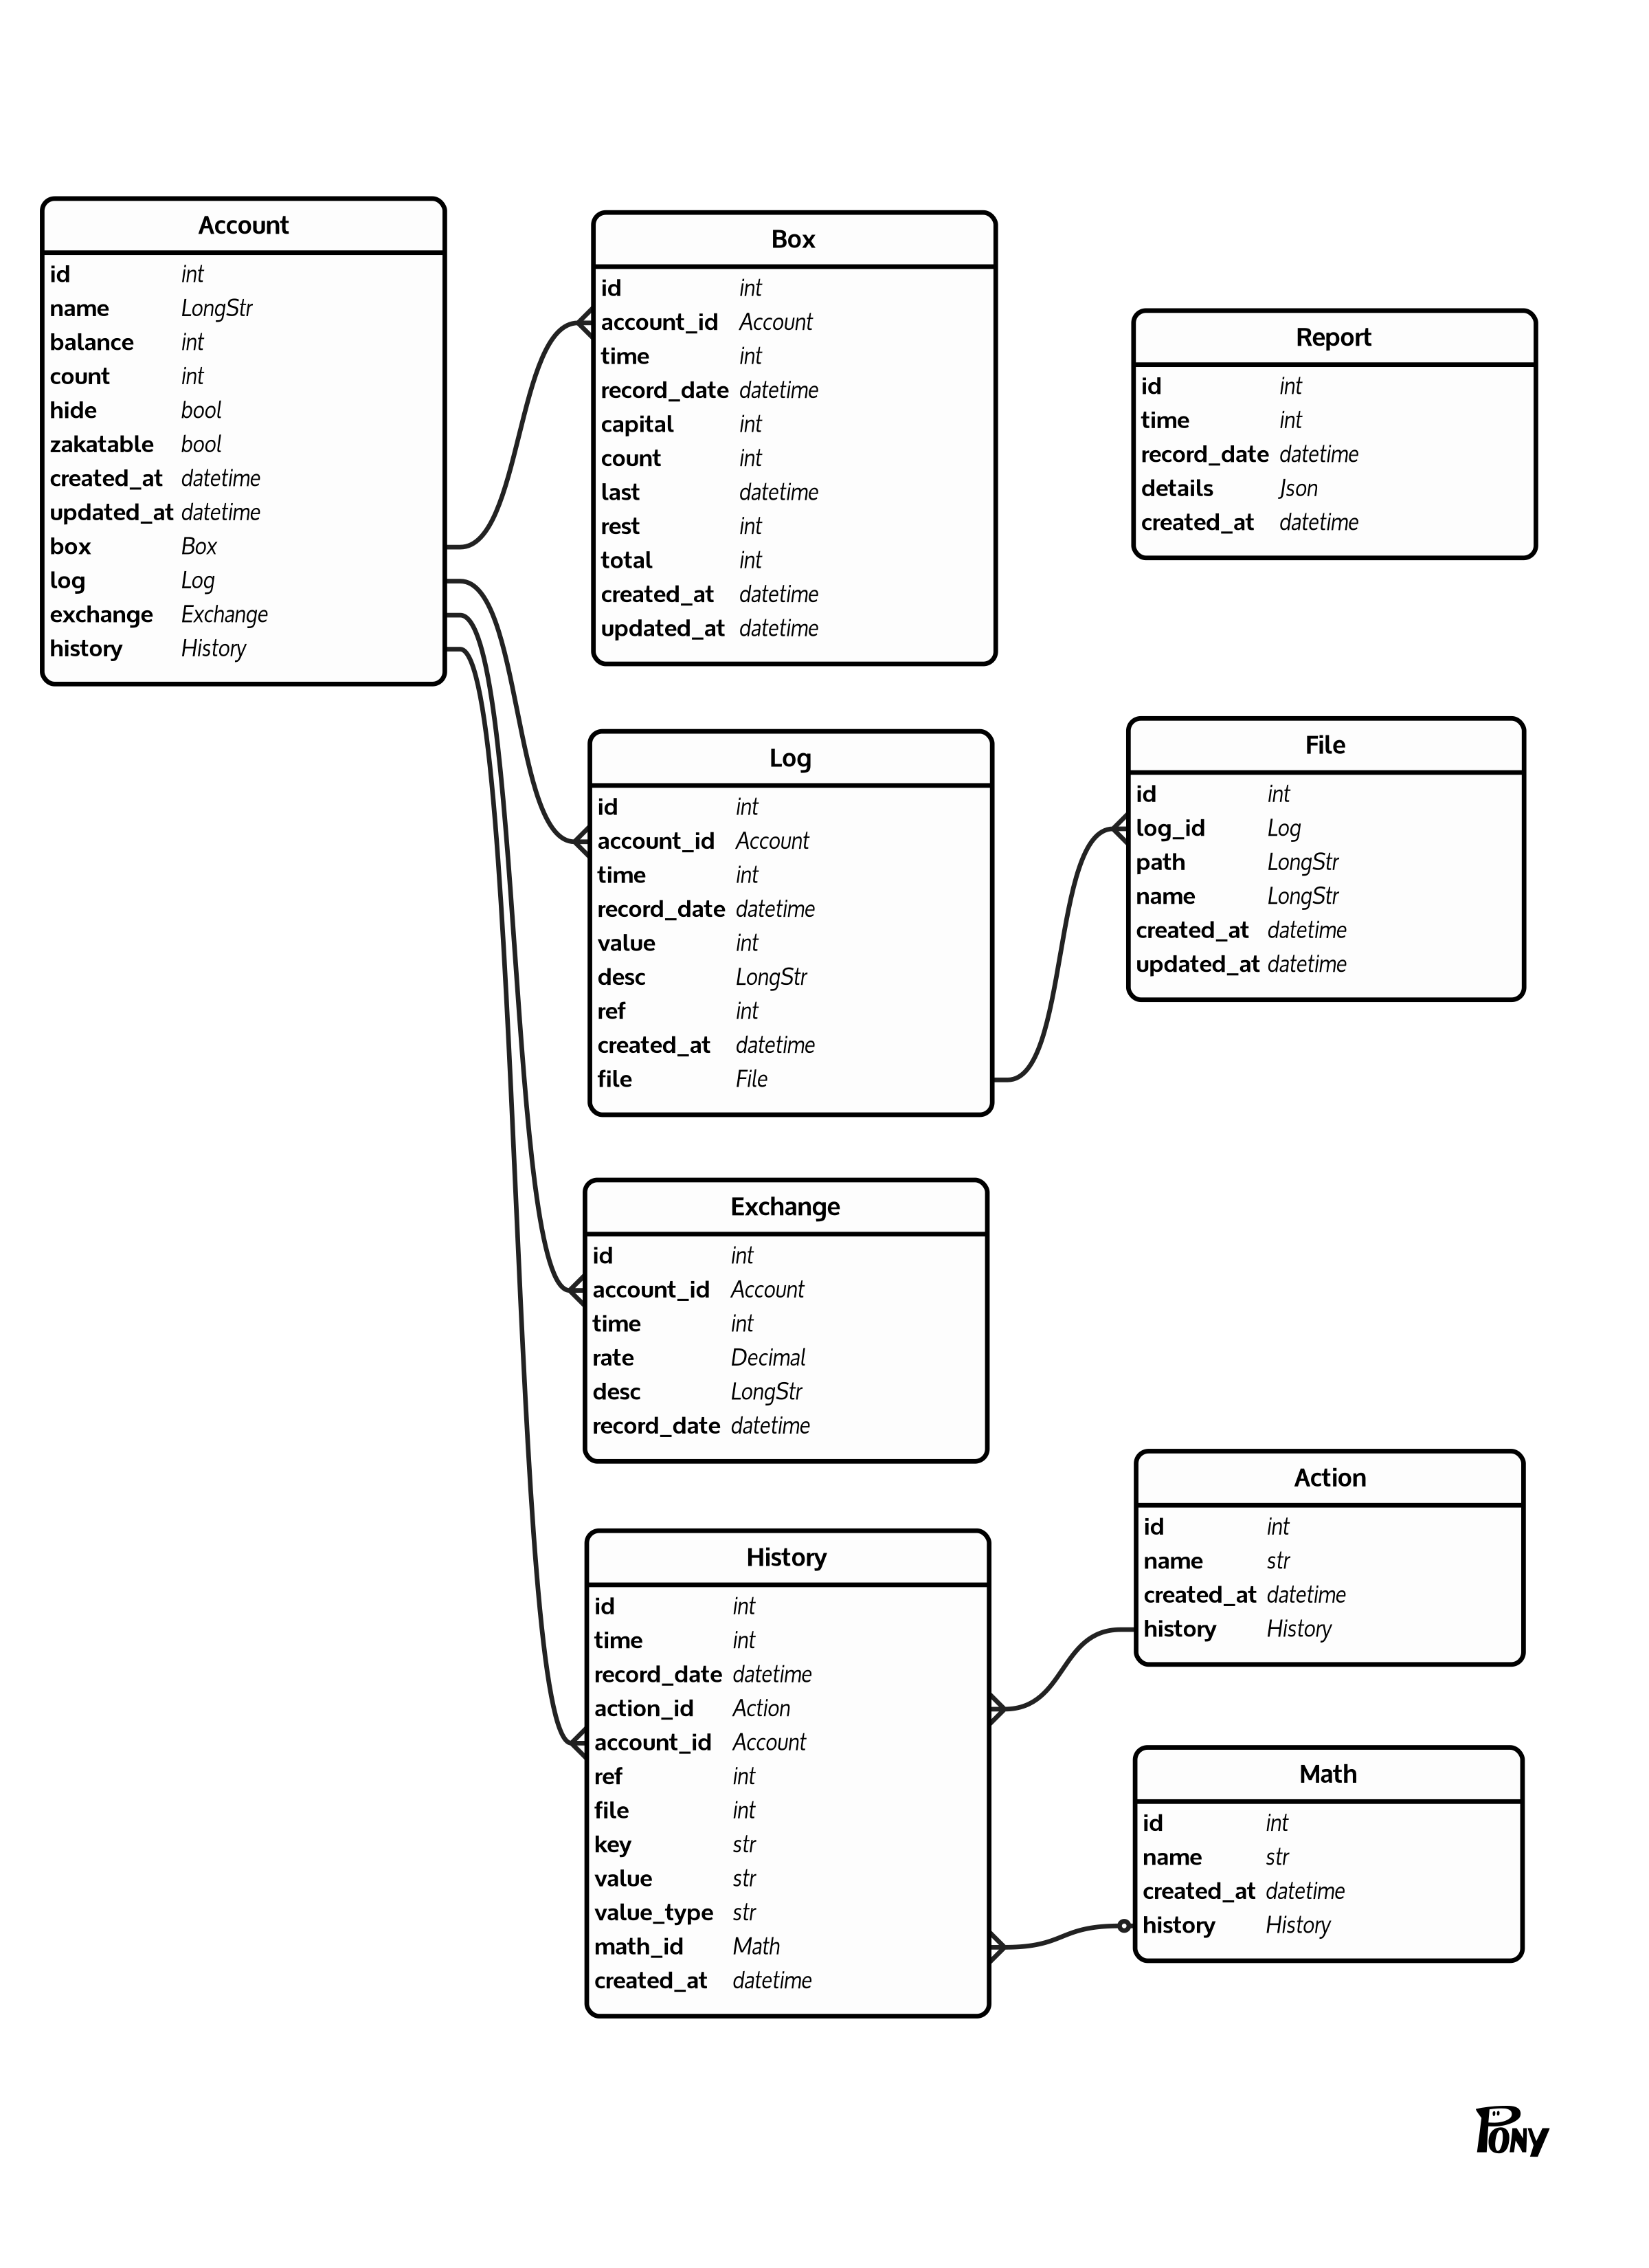 Account
id int
name LongStr
balance int
count int
hide bool
zakatable bool
created_at datetime
updated_at datetime
box Box
log Log
exchange Exchange
history History
Box
id int
account_id Account
time int
record_date datetime
capital int
count int
last datetime
rest int
total int
created_at datetime
updated_at datetime
Report
id int
time int
record_date datetime
details Json
created_at datetime
Log
id int
account_id Account
time int
record_date datetime
value int
desc LongStr
ref int
created_at datetime
file File
File
id int
log_id Log
path LongStr
name LongStr
created_at datetime
updated_at datetime
Exchange
id int
account_id Account
time int
rate Decimal
desc LongStr
record_date datetime
History
id int
time int
record_date datetime
action_id Action
account_id Account
ref int
file int
key str
value str
value_type str
math_id Math
created_at datetime
Action
id int
name str
created_at datetime
history History
Math
id int
name str
created_at datetime
history History
PONY